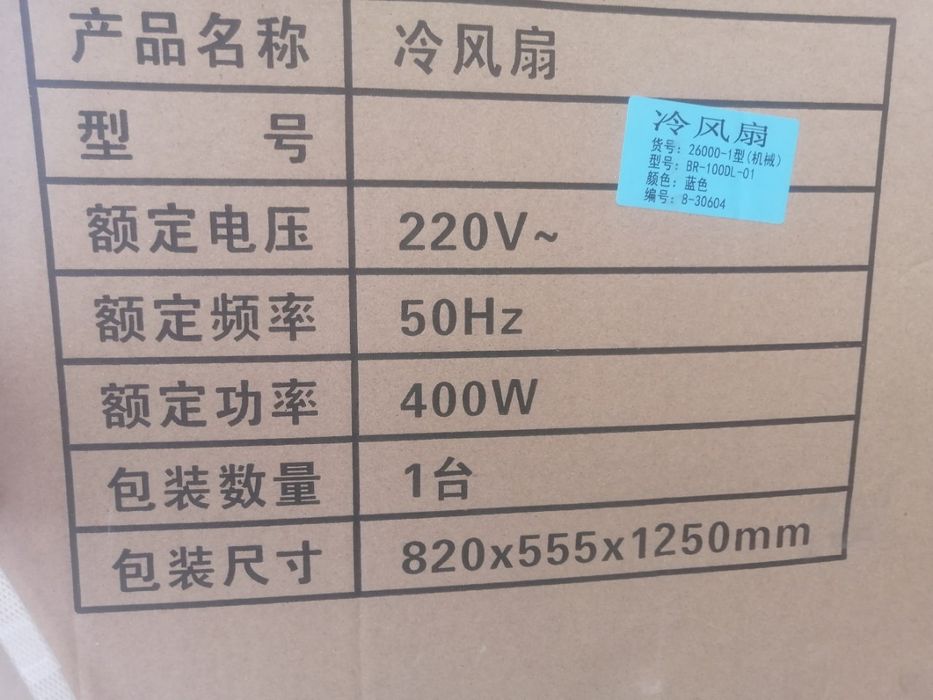 产品名称 冷风扇
型 号
冷风扇
货号：26000-1型(机械)
型号：BR-100DL-01
颜色：蓝色
编号：8-30604
额定电压 220V~
额定频率 50Hz
额定功率 400W
包装数量 1台
包装尺寸 820x555x1250mm